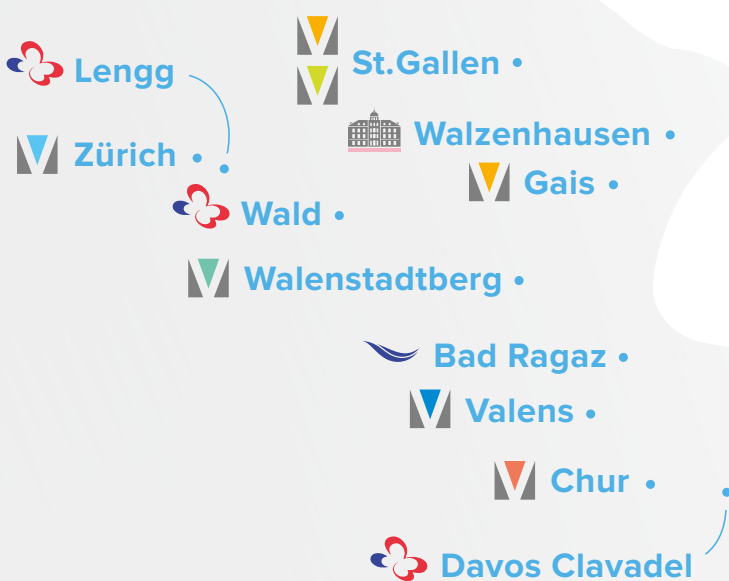 St.Gallen
Lengg
Walzenhausen
Zürich
Gais
Wald
Walenstadtberg
Bad Ragaz
Valens
Chur
Davos Clavadel